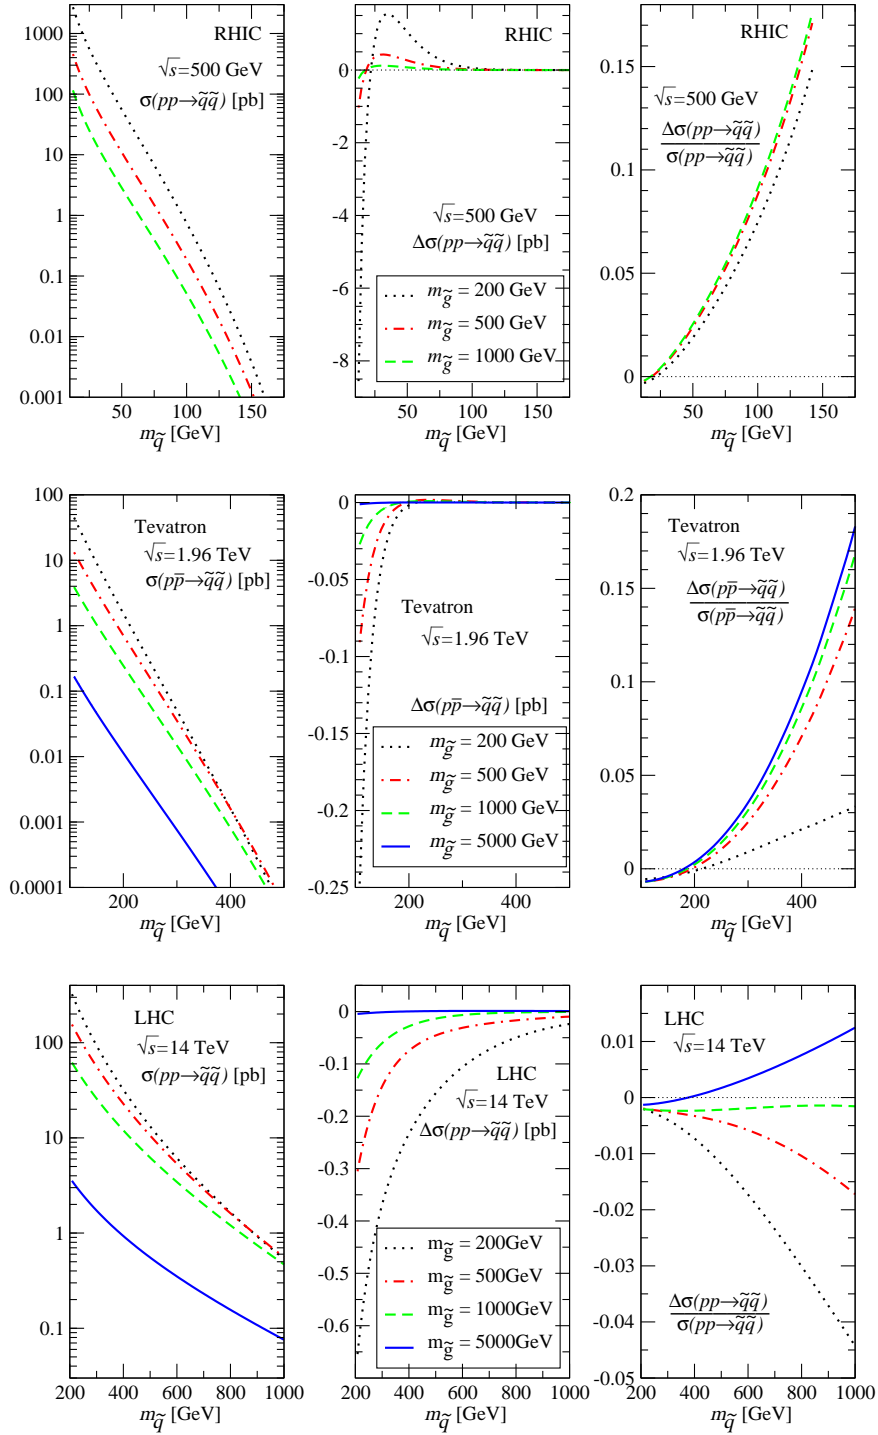 1000
100
10
1
0.1
0.01
0.001
RHIC
√s=500 GeV
σ(pp→q̃q̃) [pb]
50 100 150
m_q̃ [GeV]
0
-2
-4
-6
-8
RHIC
√s=500 GeV
Δσ(pp→q̃q̃) [pb]
m_g̃ = 200 GeV
m_g̃ = 500 GeV
m_g̃ = 1000 GeV
50 100 150
m_q̃ [GeV]
0.15
0.1
0.05
0
RHIC
√s=500 GeV
Δσ(pp→q̃q̃)
σ(pp→q̃q̃)
50 100 150
m_q̃ [GeV]
100
10
1
0.1
0.01
0.001
0.0001
Tevatron
√s=1.96 TeV
σ(pp̅→q̃q̃) [pb]
200 400
m_q̃ [GeV]
0
-0.05
-0.1
-0.15
-0.2
-0.25
Tevatron
√s=1.96 TeV
Δσ(pp̅→q̃q̃) [pb]
m_g̃ = 200 GeV
m_g̃ = 500 GeV
m_g̃ = 1000 GeV
m_g̃ = 5000 GeV
200 400
m_q̃ [GeV]
0.2
0.15
0.1
0.05
0
Tevatron
√s=1.96 TeV
Δσ(pp̅→q̃q̃)
σ(pp̅→q̃q̃)
200 400
m_q̃ [GeV]
100
10
1
0.1
LHC
√s=14 TeV
σ(pp→q̃q̃) [pb]
200 400 600 800 1000
m_q̃ [GeV]
0
-0.1
-0.2
-0.3
-0.4
-0.5
-0.6
LHC
√s=14 TeV
Δσ(pp→q̃q̃) [pb]
m_g̃ = 200GeV
m_g̃ = 500GeV
m_g̃ = 1000GeV
m_g̃ = 5000GeV
200 400 600 800 1000
m_q̃ [GeV]
0.01
0
-0.01
-0.02
-0.03
-0.04
-0.05
LHC
√s=14 TeV
Δσ(pp→q̃q̃)
σ(pp→q̃q̃)
200 400 600 800 1000
m_q̃ [GeV]